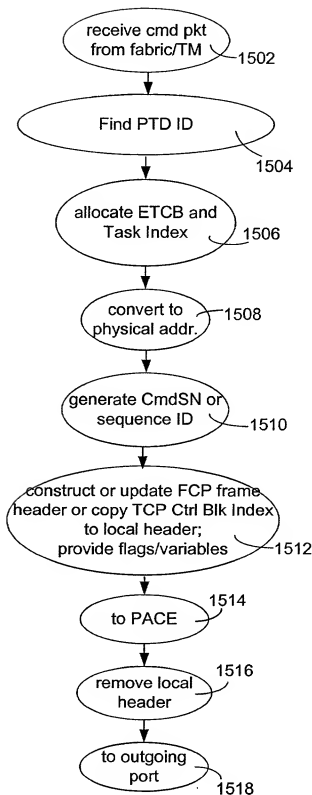 receive cmd pkt
from fabric/TM
1502
Find PTD ID
1504
allocate ETCB and
Task Index
1506
convert to
physical addr.
1508
generate CmdSN or
sequence ID
1510
construct or update FCP frame
header or copy TCP Ctrl Blk Index
to local header;
provide flags/variables
1512
to PACE
1514
remove local
header
1516
to outgoing
port
1518